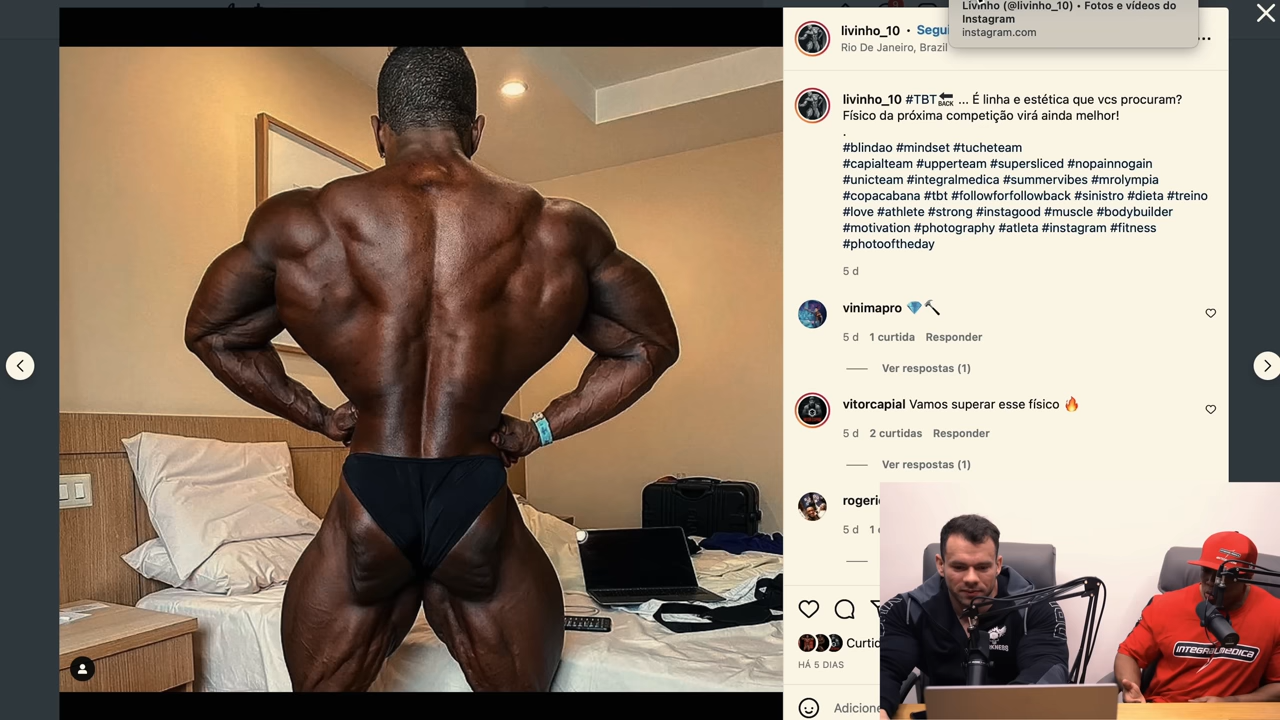 Livinho (@livinho_10) • Fotos e vídeos do
Instagram
instagram.com
livinho_10 •
Rio De Janeiro, Brazil
livinho_10 #TBT🔙 ... É linha e estética que vcs procuram?
Físico da próxima competição virá ainda melhor!
.
#blindao #mindset #tucheteam
#capialteam #upperteam #supersliced #nopainnogain
#unicteam #integralmedica #summervibes #mrolympia
#copacabana #tbt #followforfollowback #sinistro #dieta #treino
#love #athlete #strong #instagood #muscle #bodybuilder
#motivation #photography #atleta #instagram #fitness
#photooftheday
5 d
vinimapro 💎🔨
5 d 1 curtida Responder
Ver respostas (1)
vitorcapial Vamos superar esse físico 🔥
5 d 2 curtidas Responder
Ver respostas (1)
5 d 1
HÁ 5 DIAS
INTEGRALMEDICA